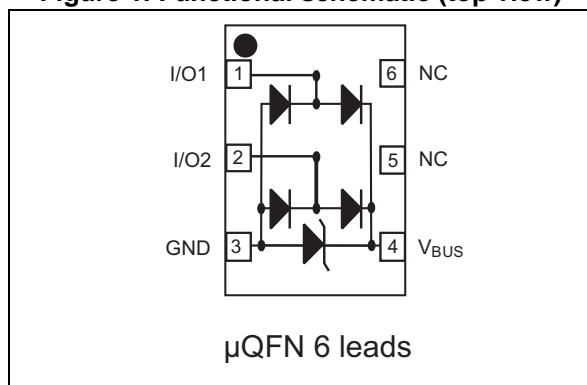 Figure 1. Functional schematic (top view)
I/O1 1 6 NC
I/O2 2 5 NC
GND 3 4 VBUS
µQFN 6 leads